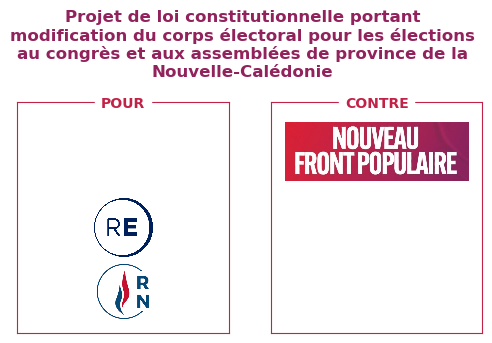 Projet de loi constitutionnelle portant
modification du corps électoral pour les élections
au congrès et aux assemblées de province de la
Nouvelle-Calédonie
POUR
RE
R
N
CONTRE
NOUVEAU
FRONT POPULAIRE